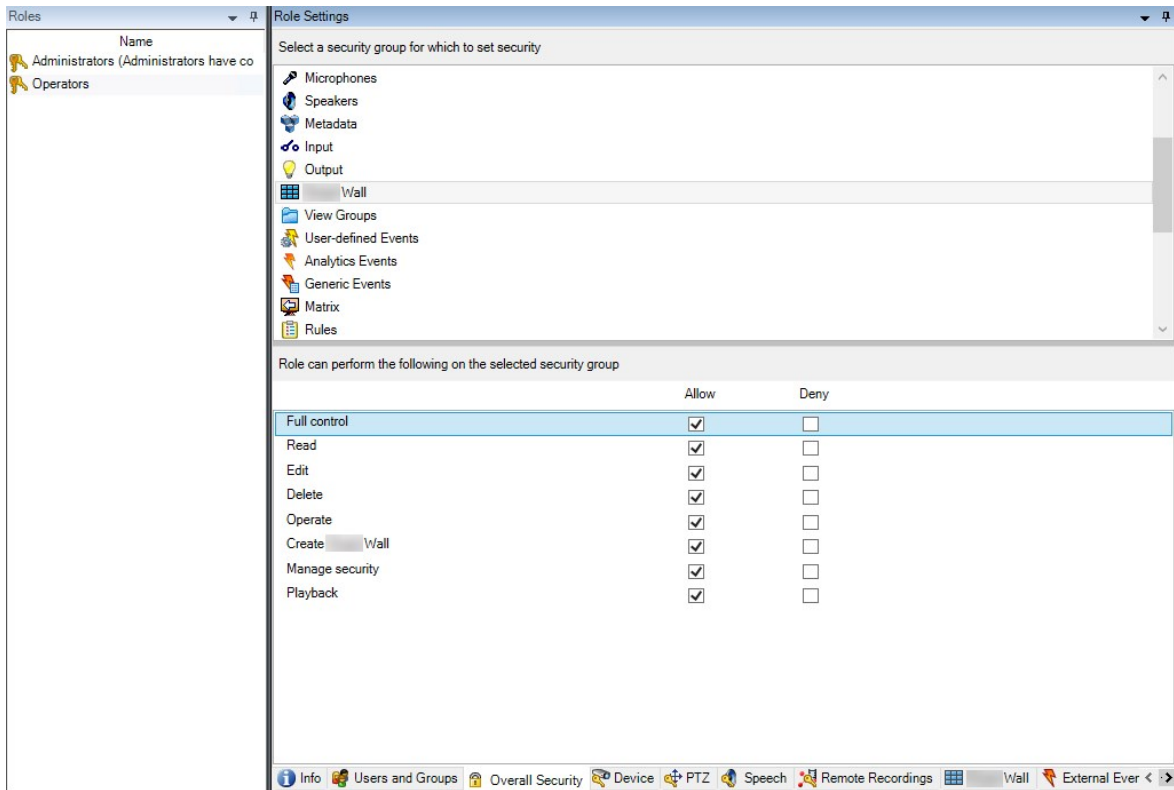 Roles
Name
Administrators (Administrators have co
Operators
Role Settings
Select a security group for which to set security
Microphones
Speakers
Metadata
Input
Output
Wall
View Groups
User-defined Events
Analytics Events
Generic Events
Matrix
Rules
Role can perform the following on the selected security group
Allow Deny
Full control
Read
Edit
Delete
Operate
Create Wall
Manage security
Playback
Info Users and Groups Overall Security Device PTZ Speech Remote Recordings Wall External Ever